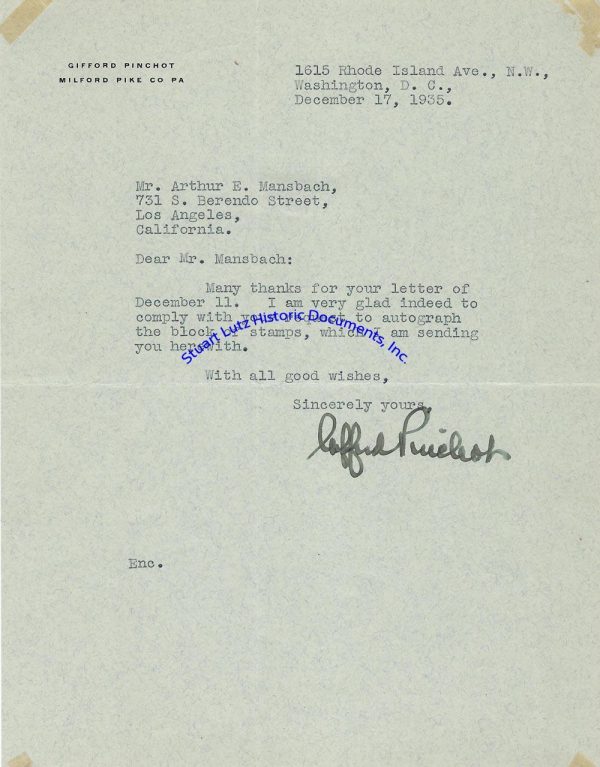 GIFFORD PINCHOT
MILFORD PIKE CO PA
1615 Rhode Island Ave., N.W.,
Washington, D. C.,
December 17, 1935.
Mr. Arthur E. Mansbach,
731 S. Berendo Street,
Los Angeles,
California.
Dear Mr. Mansbach:
Many thanks for your letter of
December 11. I am very glad indeed to
comply with your request to autograph
the block of stamps, which I am sending
you herewith.
Stuart Lutz Historic Documents, Inc.
With all good wishes,
Sincerely yours,
Gifford Pinchot
Enc.